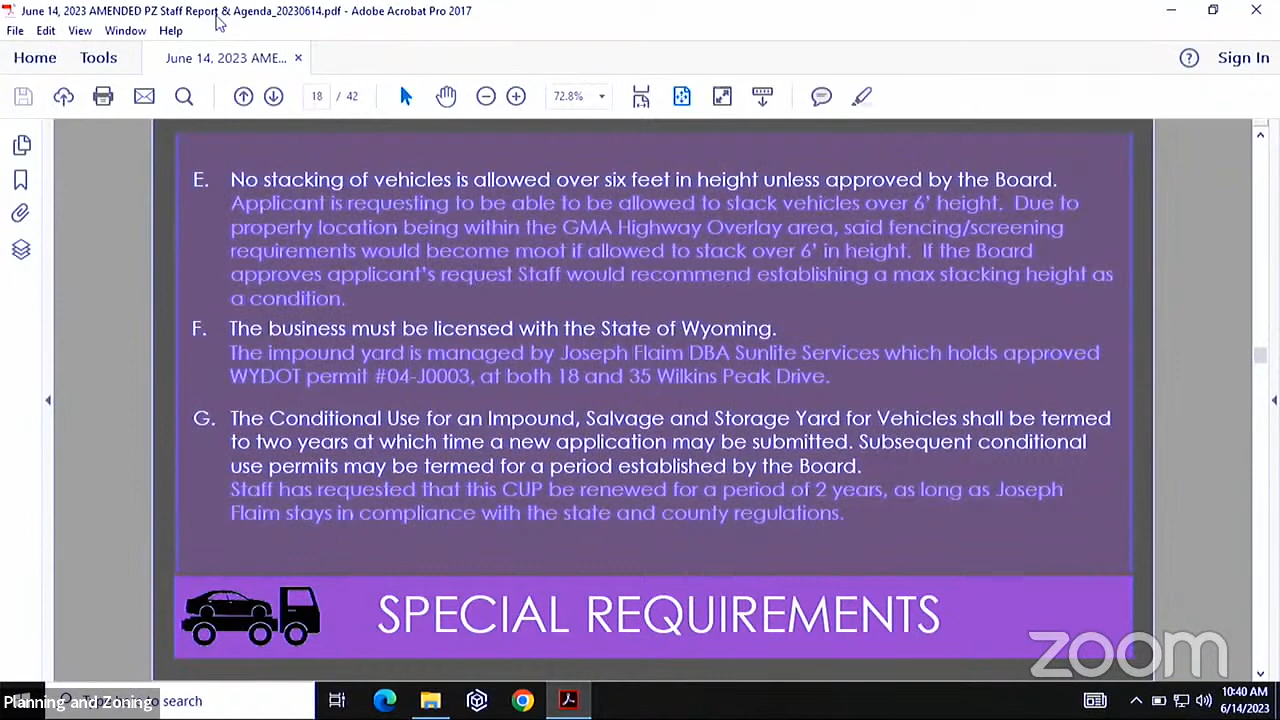 June 14, 2023 AMENDED PZ Staff Report & Agenda_20230614.pdf - Adobe Acrobat Pro 2017
File Edit View Window Help
Home Tools June 14, 2023 AME... × Sign In
18 / 42 72.8%
E. No stacking of vehicles is allowed over six feet in height unless approved by the Board.
Applicant is requesting to be able to be allowed to stack vehicles over 6' height. Due to
property location being within the GMA Highway Overlay area, said fencing/screening
requirements would become moot if allowed to stack over 6' in height. If the Board
approves applicant's request Staff would recommend establishing a max stacking height as
a condition.
F. The business must be licensed with the State of Wyoming.
The impound yard is managed by Joseph Flaim DBA Sunlite Services which holds approved
WYDOT permit #04-J0003, at both 18 and 35 Wilkins Peak Drive.
G. The Conditional Use for an Impound, Salvage and Storage Yard for Vehicles shall be termed
to two years at which time a new application may be submitted. Subsequent conditional
use permits may be termed for a period established by the Board.
Staff has requested that this CUP be renewed for a period of 2 years, as long as Joseph
Flaim stays in compliance with the state and county regulations.
SPECIAL REQUIREMENTS
zoom
Planning and Zoning to search
10:40 AM
6/14/2023